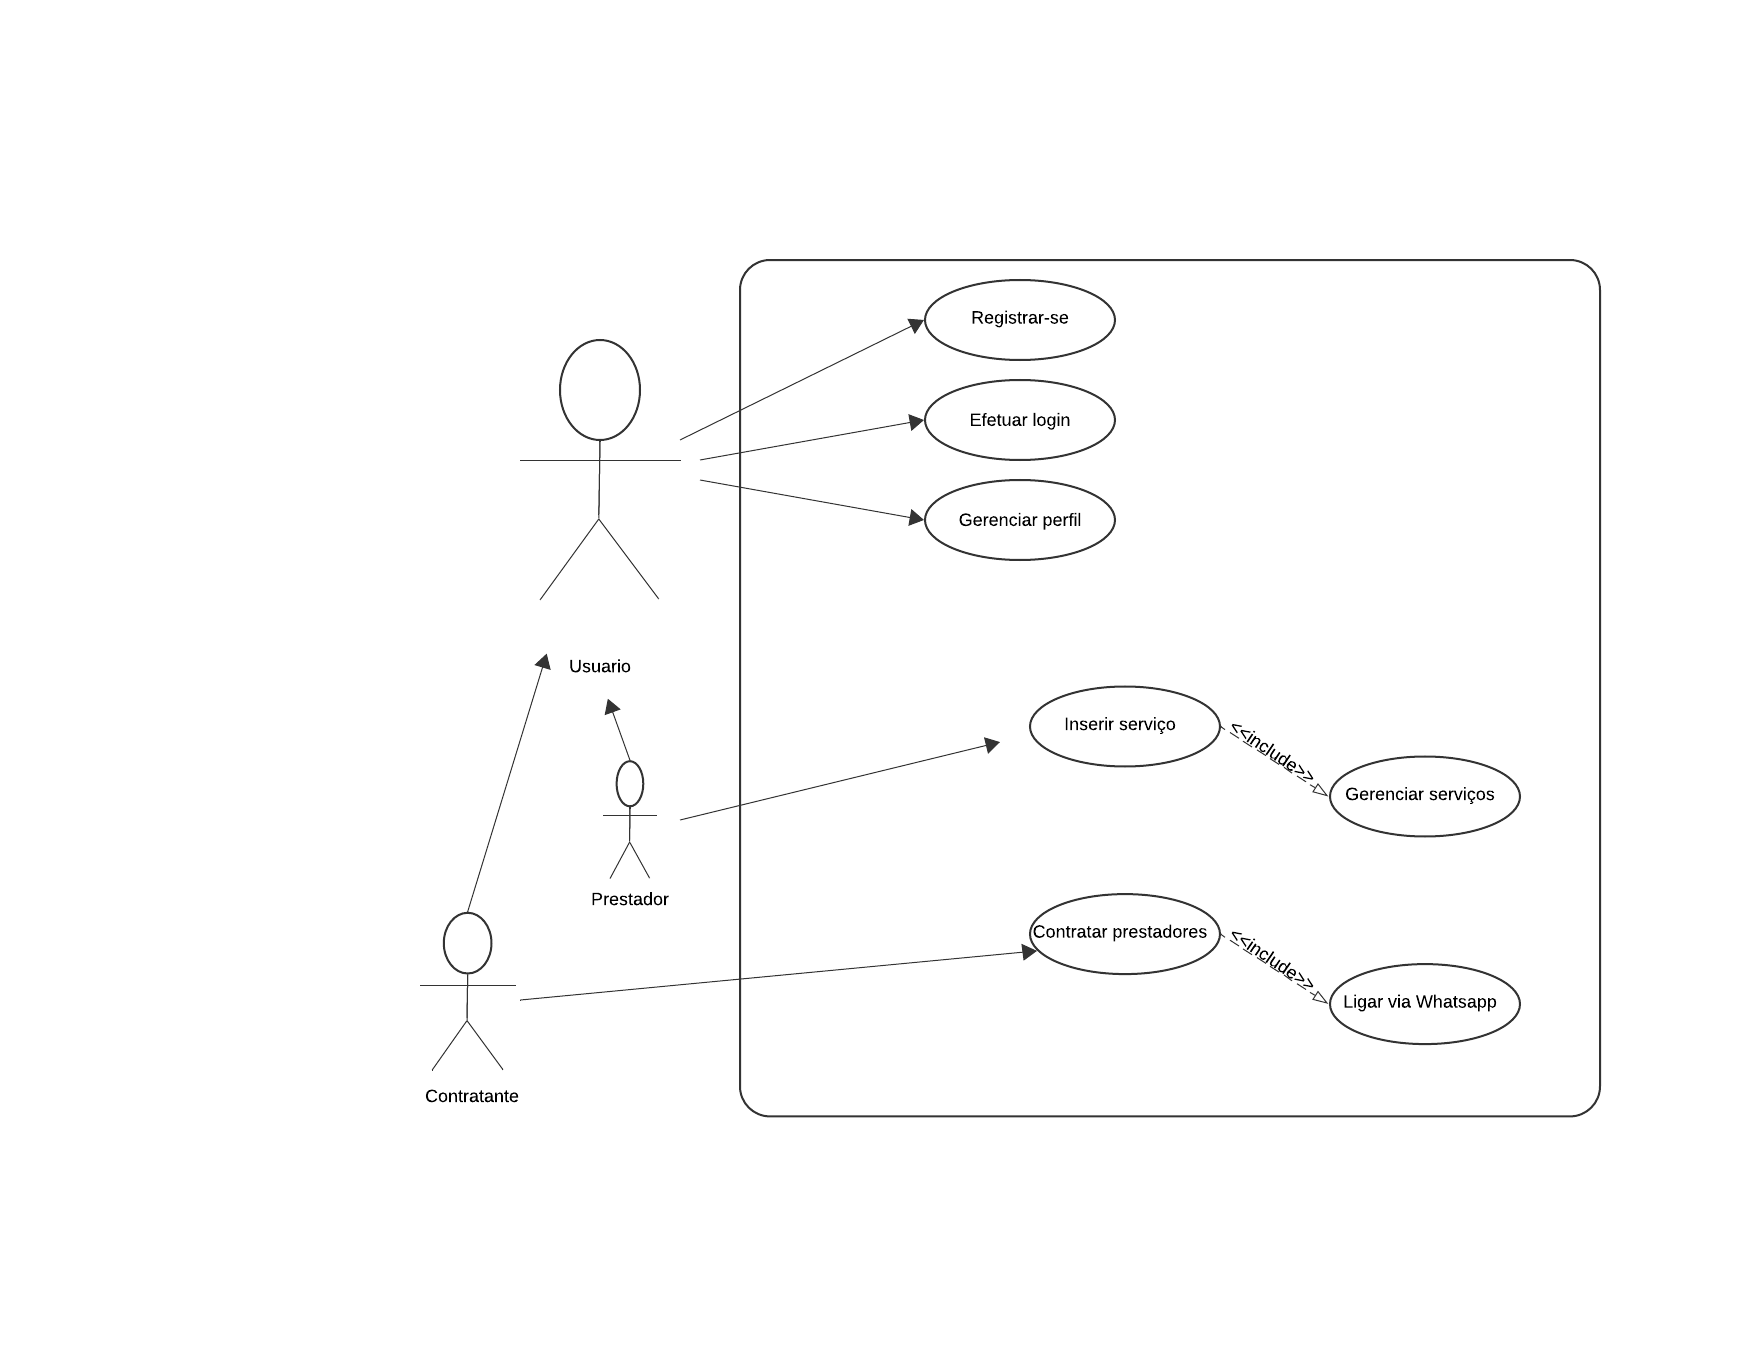 Registrar-se
Efetuar login
Gerenciar perfil
Usuario
Inserir serviço
<<include>>
Gerenciar serviços
Prestador
Contratar prestadores
<<include>>
Ligar via Whatsapp
Contratante